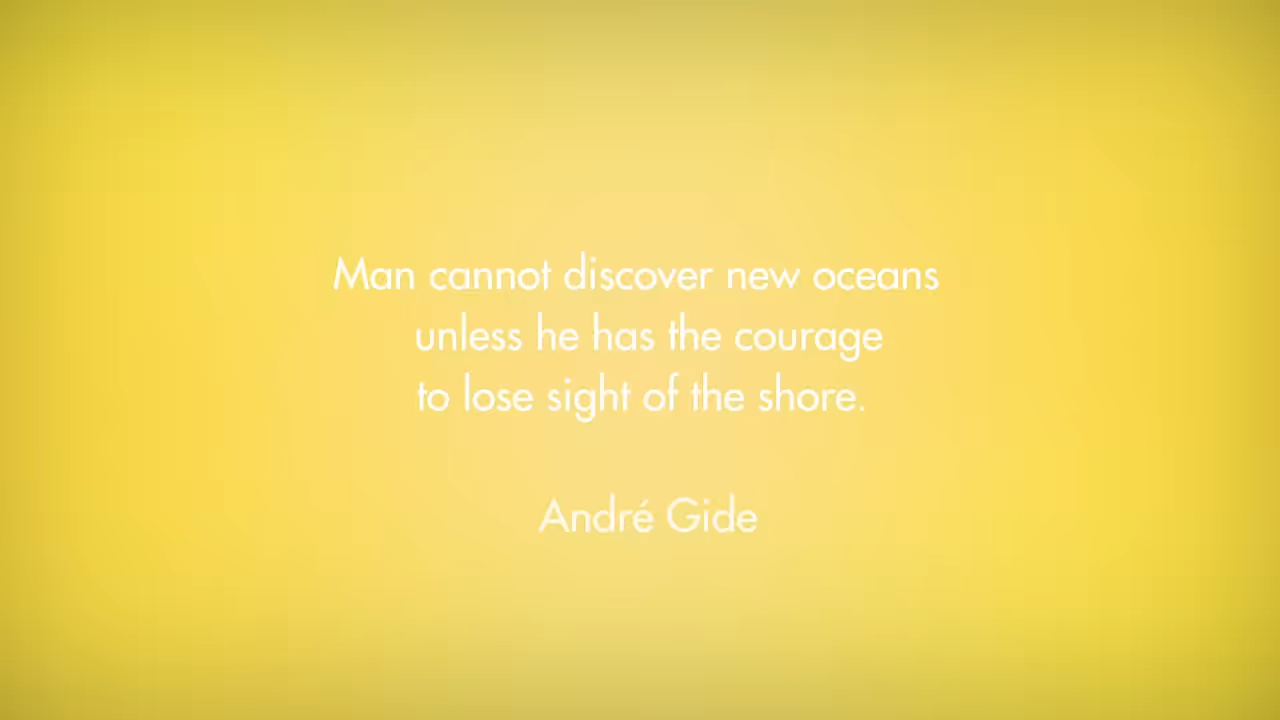 Man cannot discover new oceans
unless he has the courage
to lose sight of the shore.
André Gide